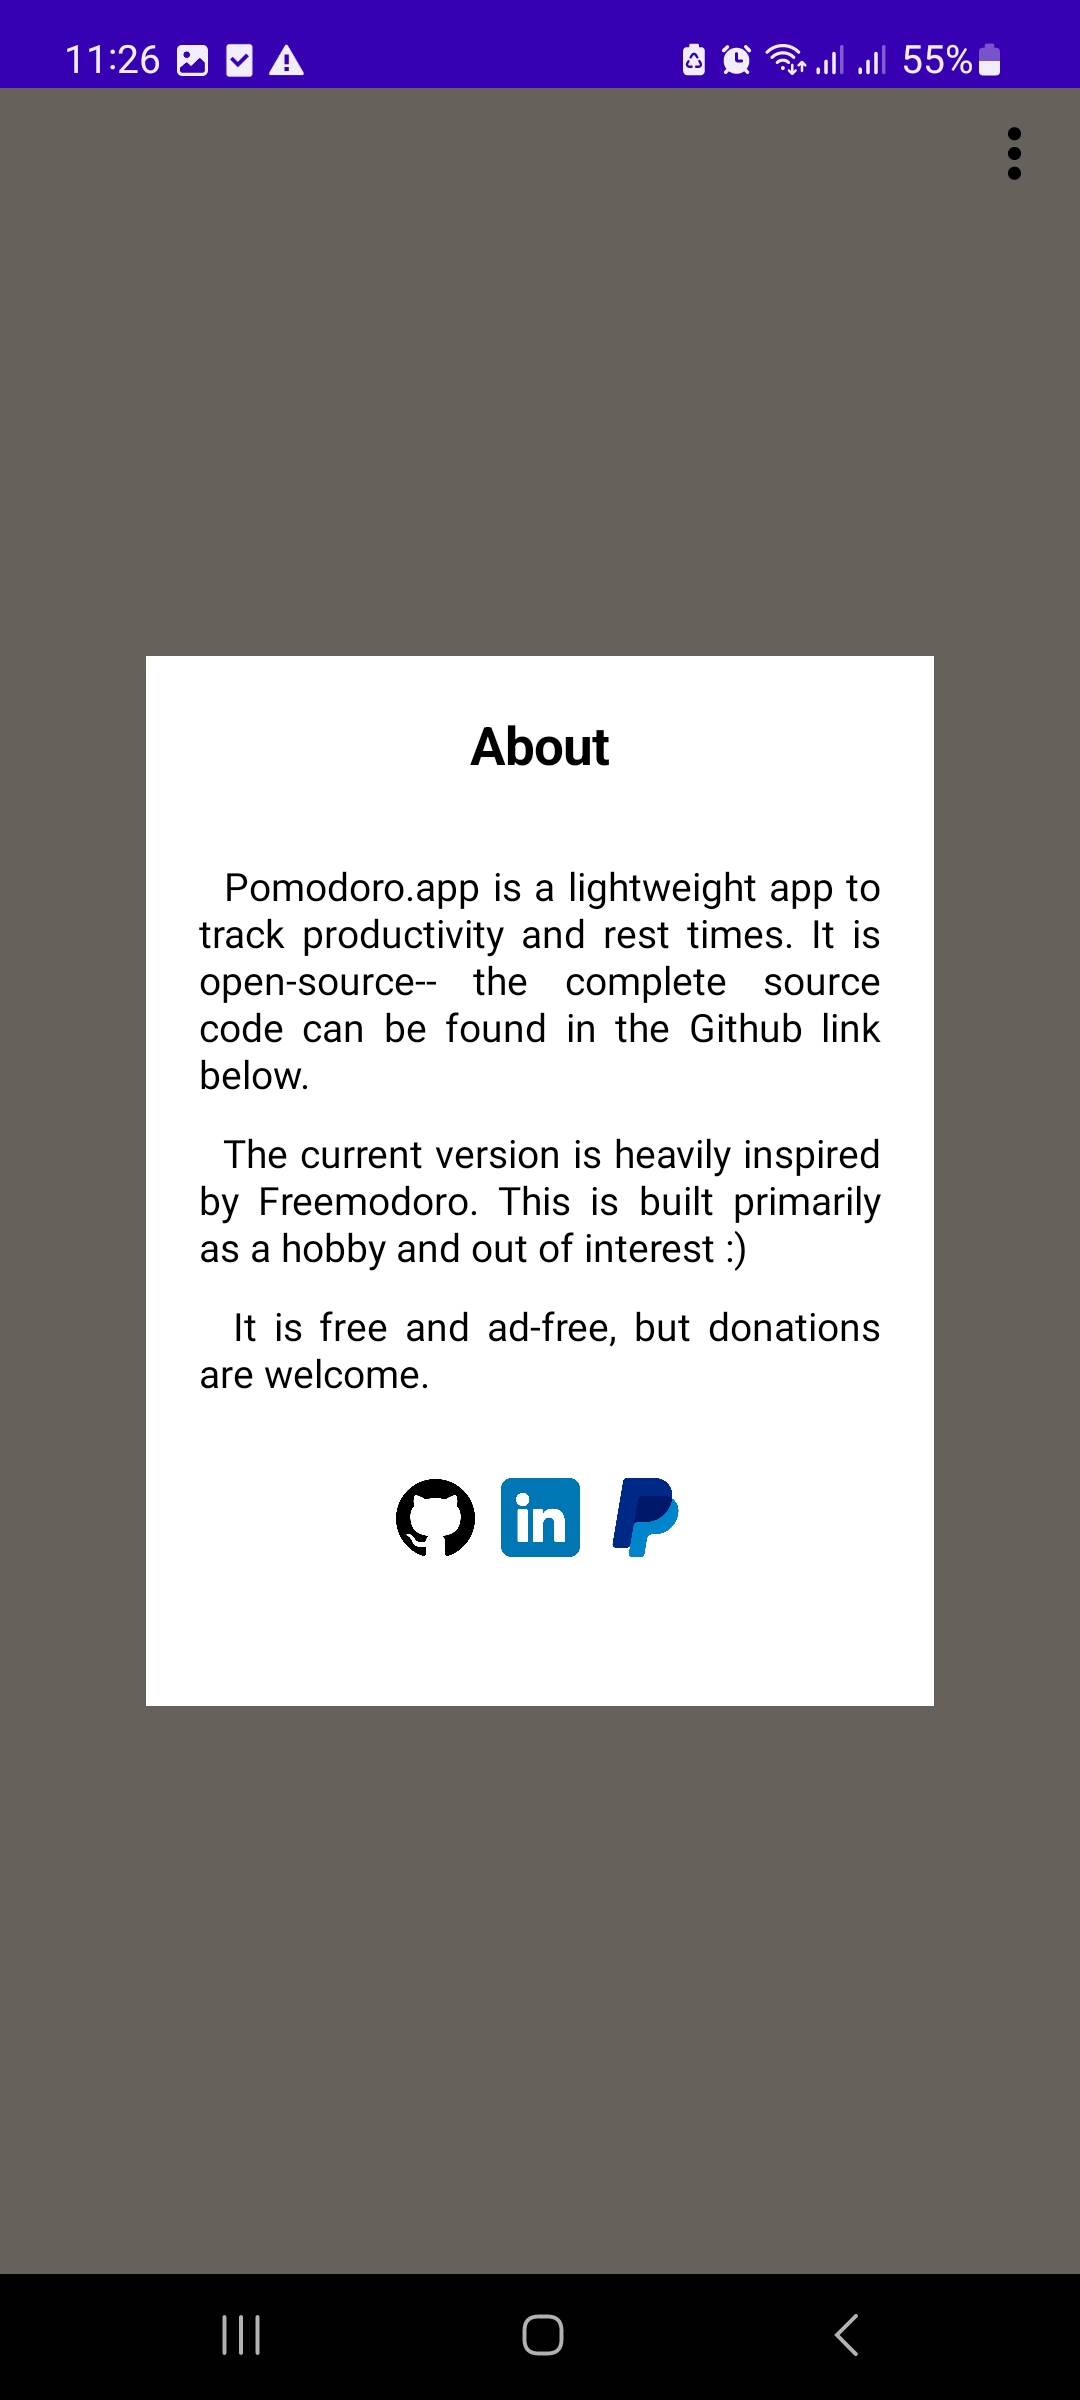 11:26
55%
About
Pomodoro.app is a lightweight app to
track productivity and rest times. It is
open-source-- the complete source
code can be found in the Github link
below.
The current version is heavily inspired
by Freemodoro. This is built primarily
as a hobby and out of interest :)
It is free and ad-free, but donations
are welcome.
in